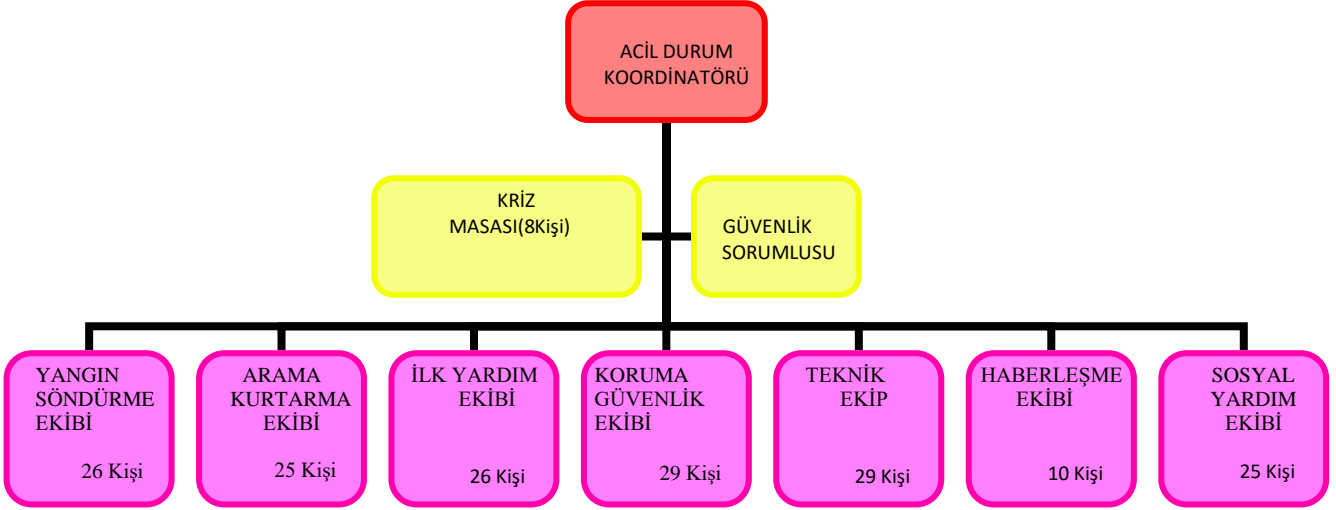 ACİL DURUM
KOORDİNATÖRÜ
KRİZ
MASASI(8Kişi)
GÜVENLİK
SORUMLUSU
YANGIN
SÖNDÜRME
EKİBİ
26 Kişi
ARAMA
KURTARMA
EKİBİ
25 Kişi
İLK YARDIM
EKİBİ
26 Kişi
KORUMA
GÜVENLİK
EKİBİ
29 Kişi
TEKNİK
EKİP
29 Kişi
HABERLEŞME
EKİBİ
10 Kişi
SOSYAL
YARDIM
EKİBİ
25 Kişi